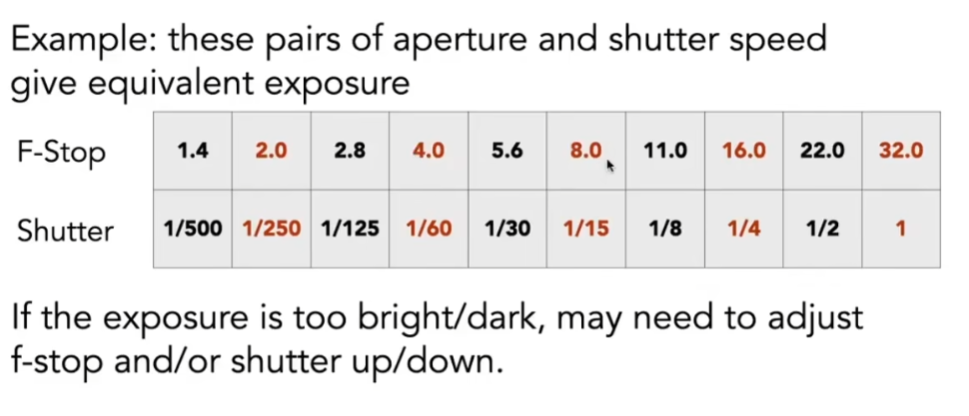 Example: these pairs of aperture and shutter speed
give equivalent exposure
F-Stop 1.4 2.0 2.8 4.0 5.6 8.0 11.0 16.0 22.0 32.0
Shutter 1/500 1/250 1/125 1/60 1/30 1/15 1/8 1/4 1/2 1
If the exposure is too bright/dark, may need to adjust
f-stop and/or shutter up/down.